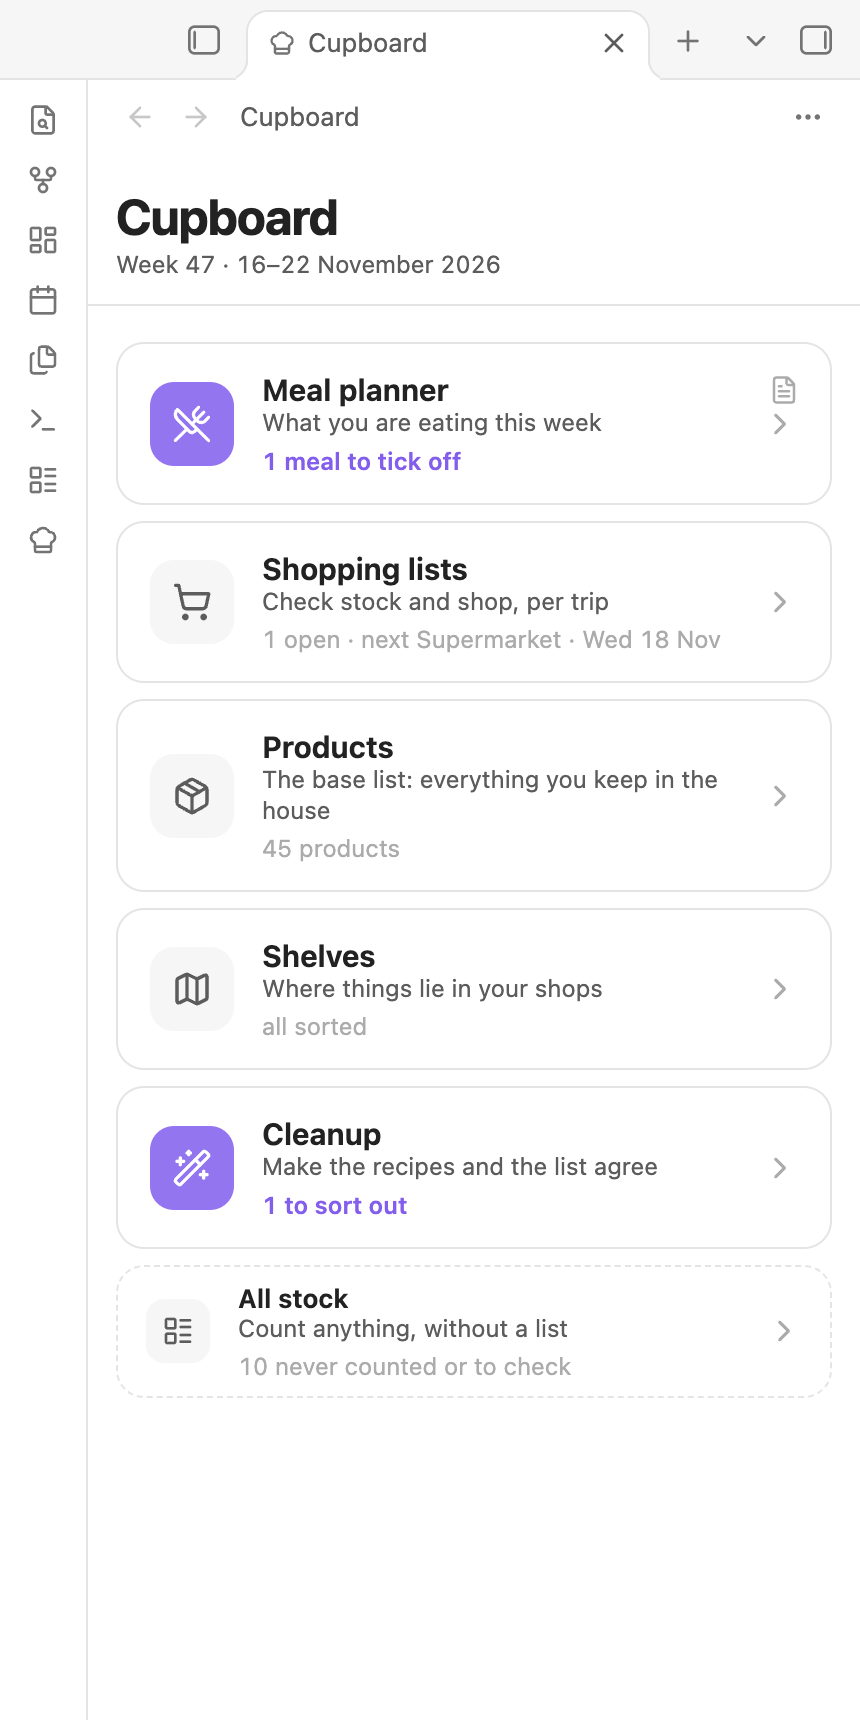 Cupboard
Cupboard
Cupboard
Week 47 · 16–22 November 2026
Meal planner
What you are eating this week
1 meal to tick off
Shopping lists
Check stock and shop, per trip
1 open · next Supermarket · Wed 18 Nov
Products
The base list: everything you keep in the
house
45 products
Shelves
Where things lie in your shops
all sorted
Cleanup
Make the recipes and the list agree
1 to sort out
All stock
Count anything, without a list
10 never counted or to check